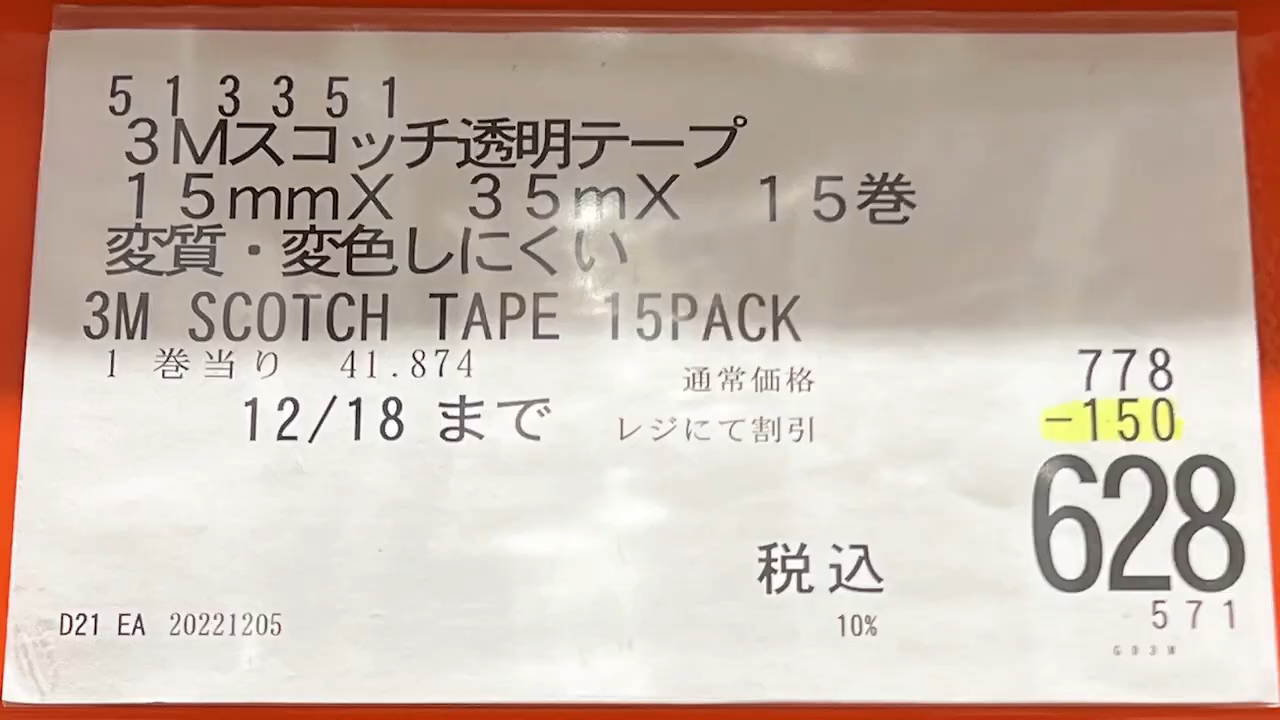 513351
3Mスコッチ透明テープ
15mmX 35mX 15巻
変質・変色しにくい
3M SCOTCH TAPE 15PACK
1巻当り 41.874
通常価格 778
12/18 まで レジにて割引 -150
628
税込
571
10%
D21 EA 20221205